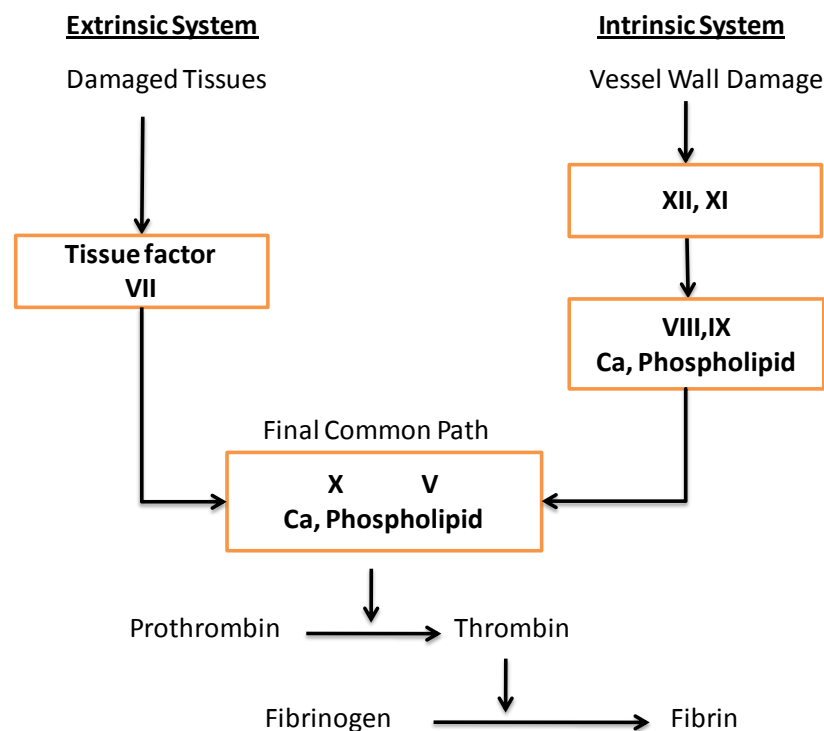 Extrinsic System
Intrinsic System
Damaged Tissues
Vessel Wall Damage
XII, XI
Tissue factor
VII
VIII,IX
Ca, Phospholipid
Final Common Path
X V
Ca, Phospholipid
Prothrombin
Thrombin
Fibrinogen
Fibrin